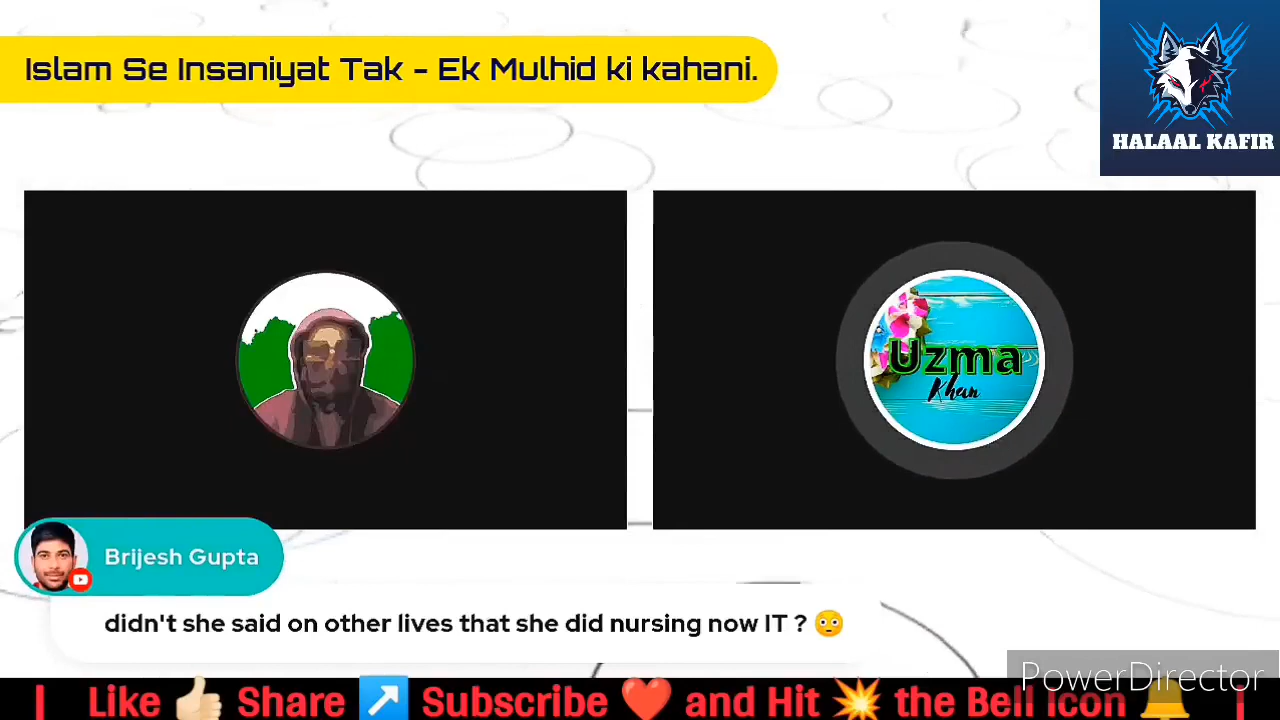 Islam Se Insaniyat Tak - Ek Mulhid ki kahani.
HALAAL KAFIR
Uzma
Khan
Brijesh Gupta
didn't she said on other lives that she did nursing now IT ? 😳
PowerDirector
| Like 👍🏻 Share ↗️ Subscribe ❤️ and Hit 💥 the Bell Icon 🔔 |